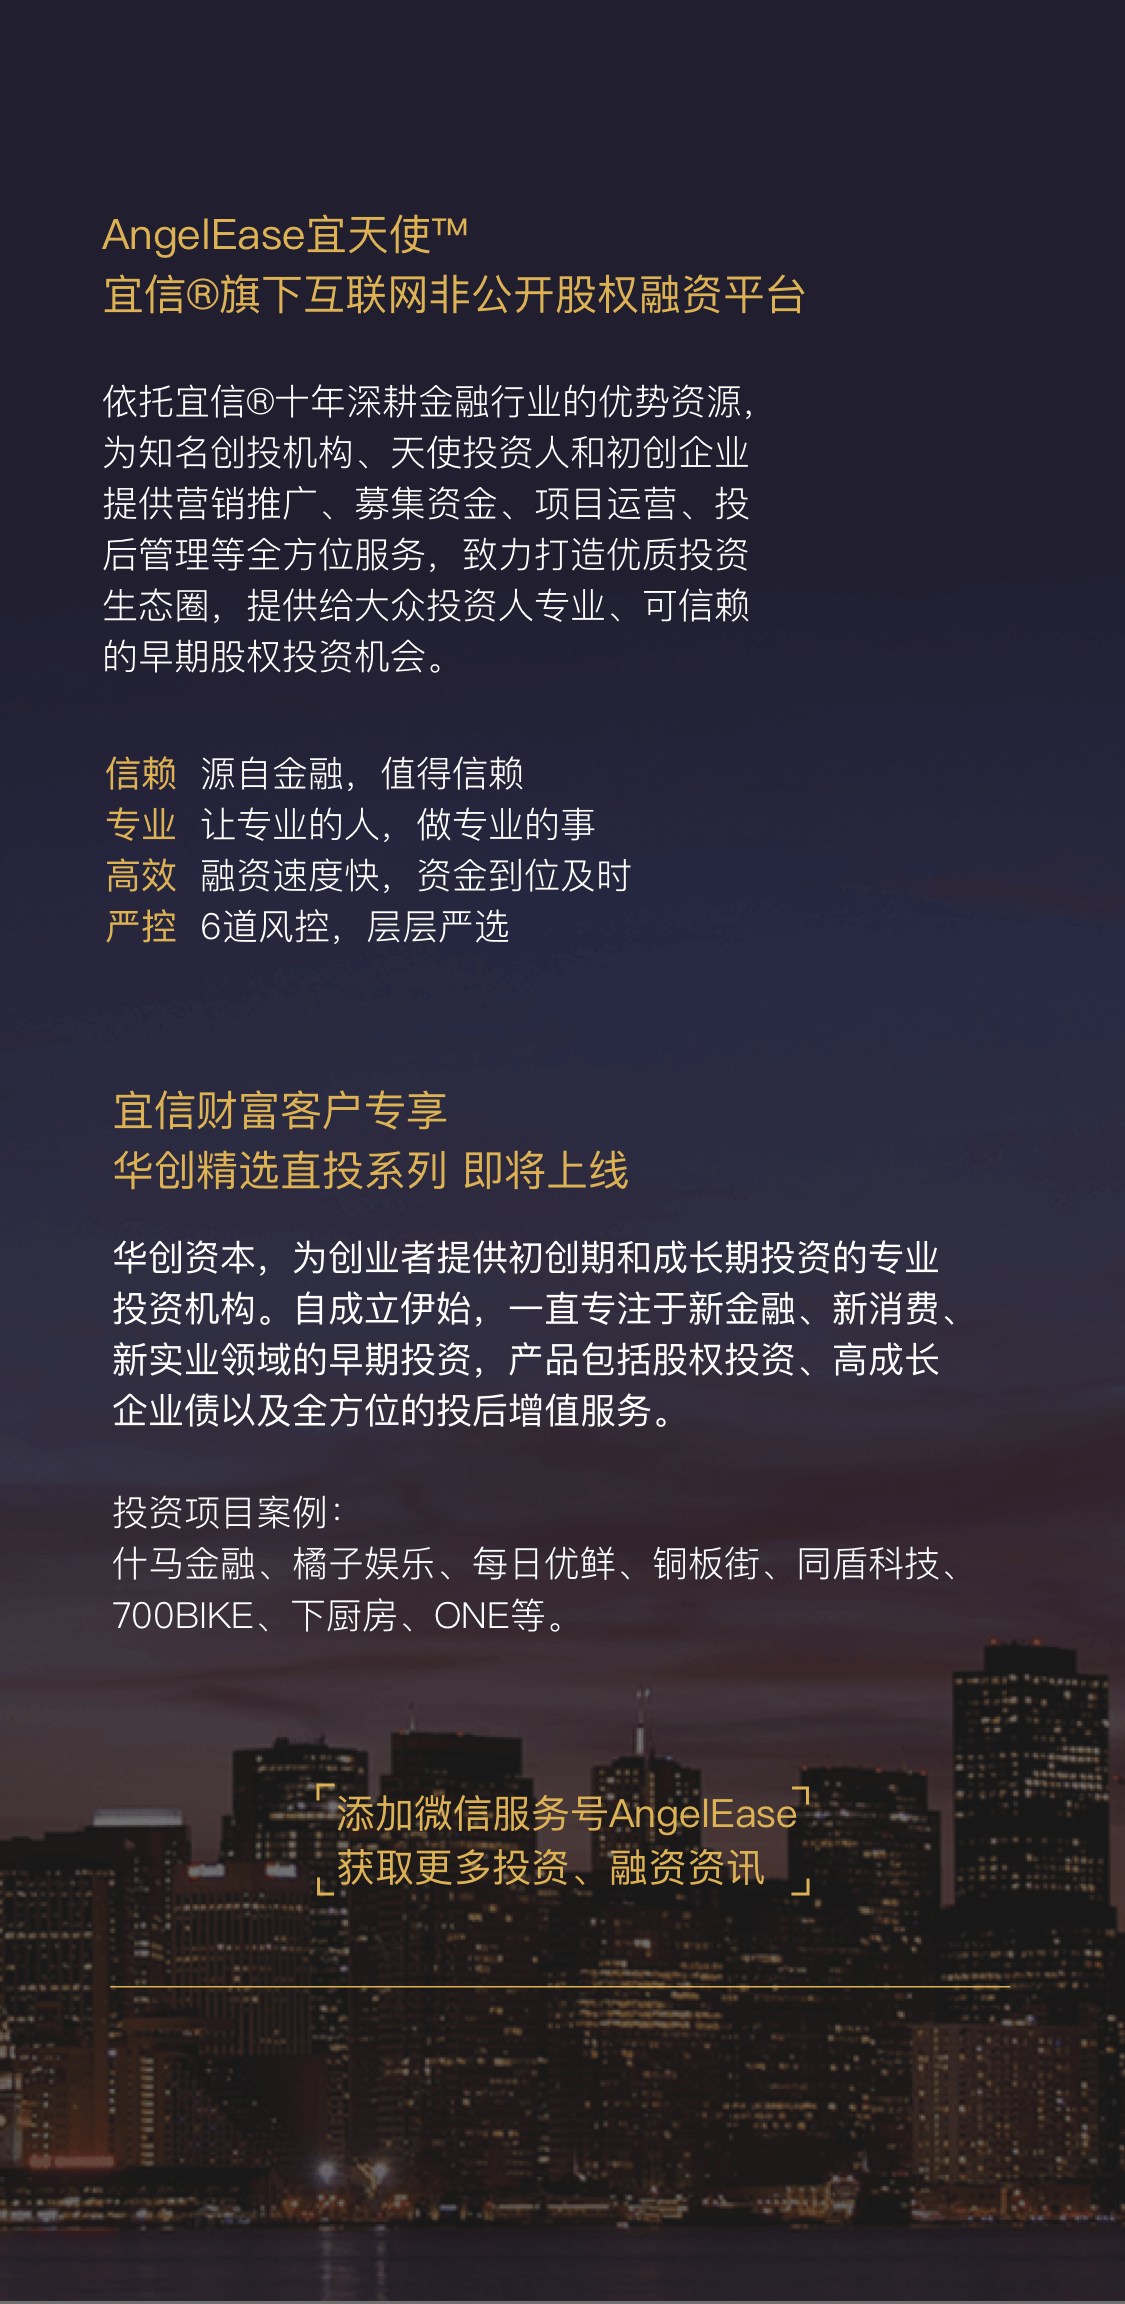 AngelEase宜天使™
宜信®旗下互联网非公开股权融资平台
依托宜信®十年深耕金融行业的优势资源，
为知名创投机构、天使投资人和初创企业
提供营销推广、募集资金、项目运营、投
后管理等全方位服务，致力打造优质投资
生态圈，提供给大众投资人专业、可信赖
的早期股权投资机会。
信赖 源自金融，值得信赖
专业 让专业的人，做专业的事
高效 融资速度快，资金到位及时
严控 6道风控，层层严选
宜信财富客户专享
华创精选直投系列 即将上线
华创资本，为创业者提供初创期和成长期投资的专业
投资机构。自成立伊始，一直专注于新金融、新消费、
新实业领域的早期投资，产品包括股权投资、高成长
企业债以及全方位的投后增值服务。
投资项目案例：
什马金融、橘子娱乐、每日优鲜、铜板街、同盾科技、
700BIKE、下厨房、ONE等。
添加微信服务号AngelEase
获取更多投资、融资资讯